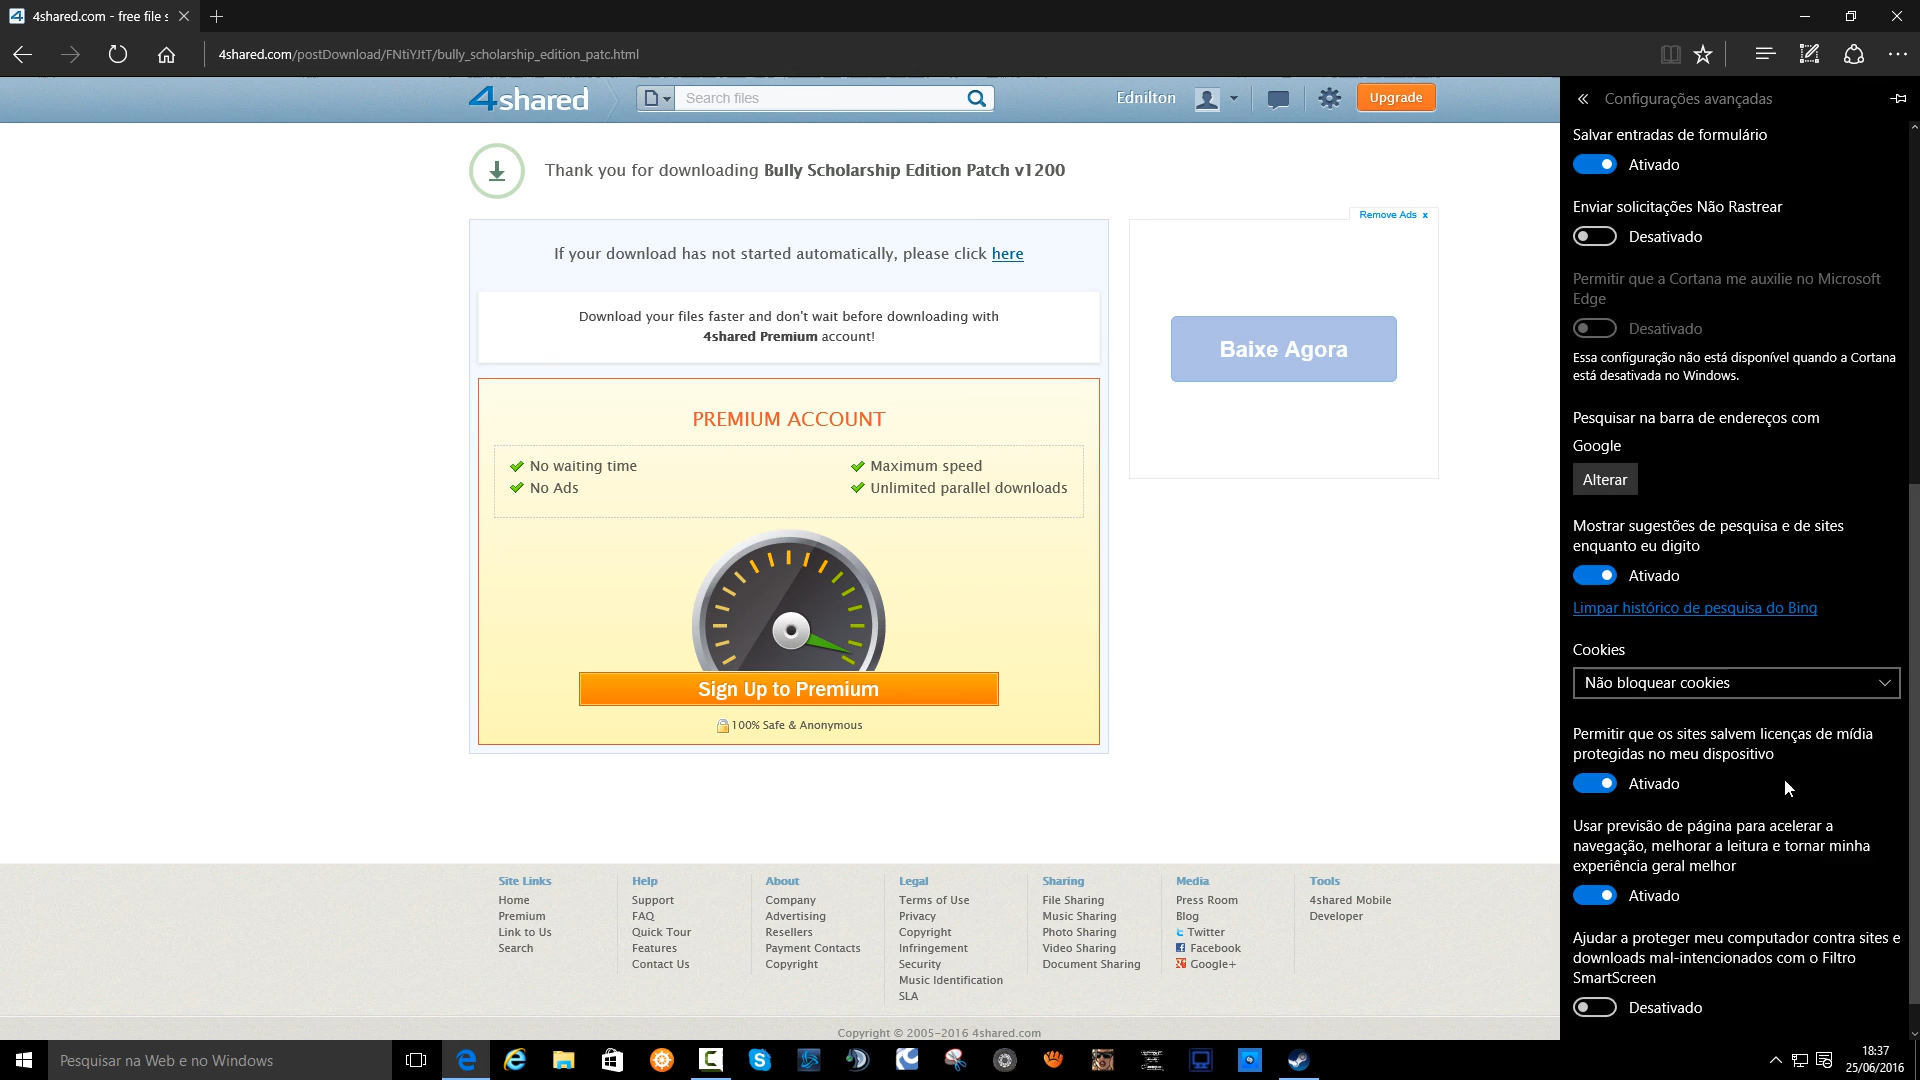 4shared.com - free file s
4shared.com/postDownload/FNtiYJtT/bully_scholarship_edition_patc.html
4shared
Search files
Ednilton
Upgrade
Thank you for downloading Bully Scholarship Edition Patch v1200
If your download has not started automatically, please click here
Download your files faster and don't wait before downloading with
4shared Premium account!
PREMIUM ACCOUNT
No waiting time
Maximum speed
No Ads
Unlimited parallel downloads
Sign Up to Premium
100% Safe & Anonymous
Remove Ads x
Baixe Agora
Site Links
Home
Premium
Link to Us
Search
Help
Support
FAQ
Quick Tour
Features
Contact Us
About
Company
Advertising
Resellers
Payment Contacts
Copyright
Legal
Terms of Use
Privacy
Copyright
Infringement
Security
Music Identification
SLA
Sharing
File Sharing
Music Sharing
Photo Sharing
Video Sharing
Document Sharing
Media
Press Room
Blog
Twitter
Facebook
Google+
Tools
4shared Mobile
Developer
Copyright © 2005-2016 4shared.com
Configurações avançadas
Salvar entradas de formulário
Ativado
Enviar solicitações Não Rastrear
Desativado
Permitir que a Cortana me auxilie no Microsoft
Edge
Desativado
Essa configuração não está disponível quando a Cortana
está desativada no Windows.
Pesquisar na barra de endereços com
Google
Alterar
Mostrar sugestões de pesquisa e de sites
enquanto eu digito
Ativado
Limpar histórico de pesquisa do Bing
Cookies
Não bloquear cookies
Permitir que os sites salvem licenças de mídia
protegidas no meu dispositivo
Ativado
Usar previsão de página para acelerar a
navegação, melhorar a leitura e tornar minha
experiência geral melhor
Ativado
Ajudar a proteger meu computador contra sites e
downloads mal-intencionados com o Filtro
SmartScreen
Desativado
Pesquisar na Web e no Windows
18:37
25/06/2016